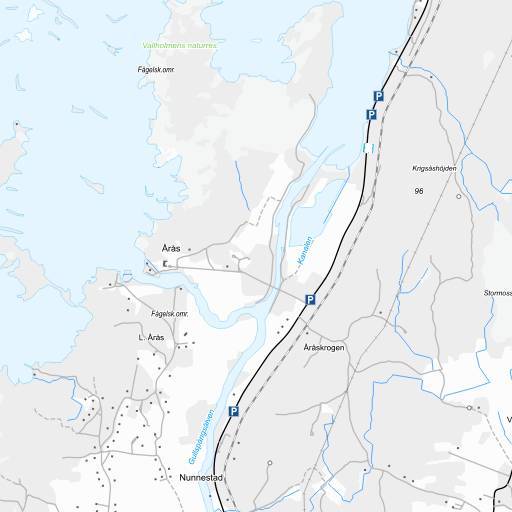 Vallholmens naturres
Fågelsk.omr.
P
P
Krigsåshöjden
96
Årås
Kanalen
Stormoss
P
Fågelsk.omr.
L. Årås
Åråskrogen
P
Gullspångsälven
V
Nunnestad